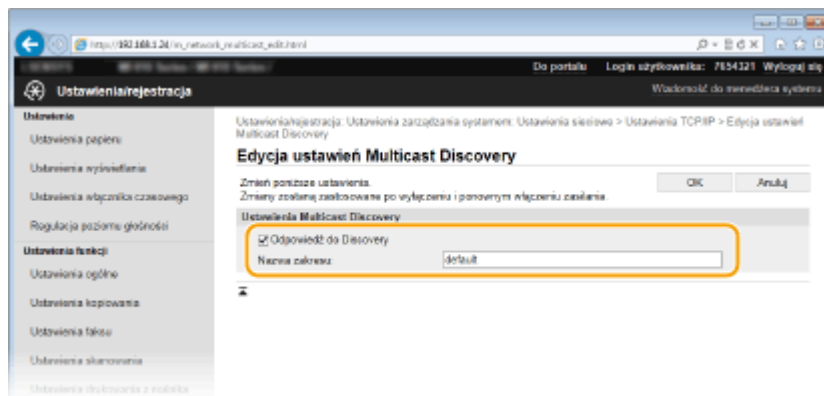 http://192.168.1.24/m_network_multicast_edit.html
Do portalu Login użytkownika: 7654321 Wyloguj się
Ustawienia/rejestracja
Wiadomość do menedżera systemu
Ustawienia
Ustawienia papieru
Ustawienia wyświetlania
Ustawienia włącznika czasowego
Regulacja poziomu głośności
Ustawienia funkcji
Ustawienia ogólne
Ustawienia kopiowania
Ustawienia faksu
Ustawienia skanowania
Ustawienia drukowania z nośnika
Ustawienia/rejestracja: Ustawienia zarządzania systemem: Ustawienia sieciowe > Ustawienia TCP/IP > Edycja ustawień
Multicast Discovery
Edycja ustawień Multicast Discovery
Zmień poniższe ustawienia.
Zmiany zostaną zastosowane po wyłączeniu i ponownym włączeniu zasilania.
OK Anuluj
Ustawienia Multicast Discovery
Odpowiedź do Discovery
Nazwa zakresu: default